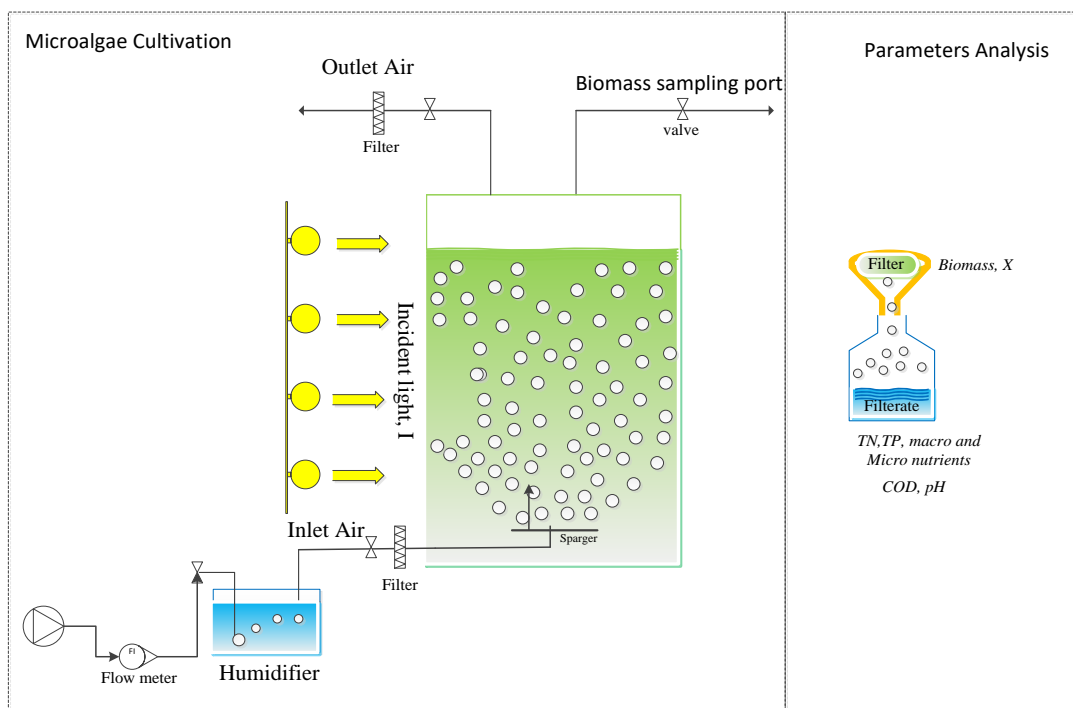 Microalgae Cultivation
Parameters Analysis
Outlet Air
Biomass sampling port
Filter
valve
Incident light, I
Filter
Biomass, X
Filterate
TN,TP, macro and
Micro nutrients
COD, pH
Inlet Air
Sparger
Filter
FI
Flow meter
Humidifier